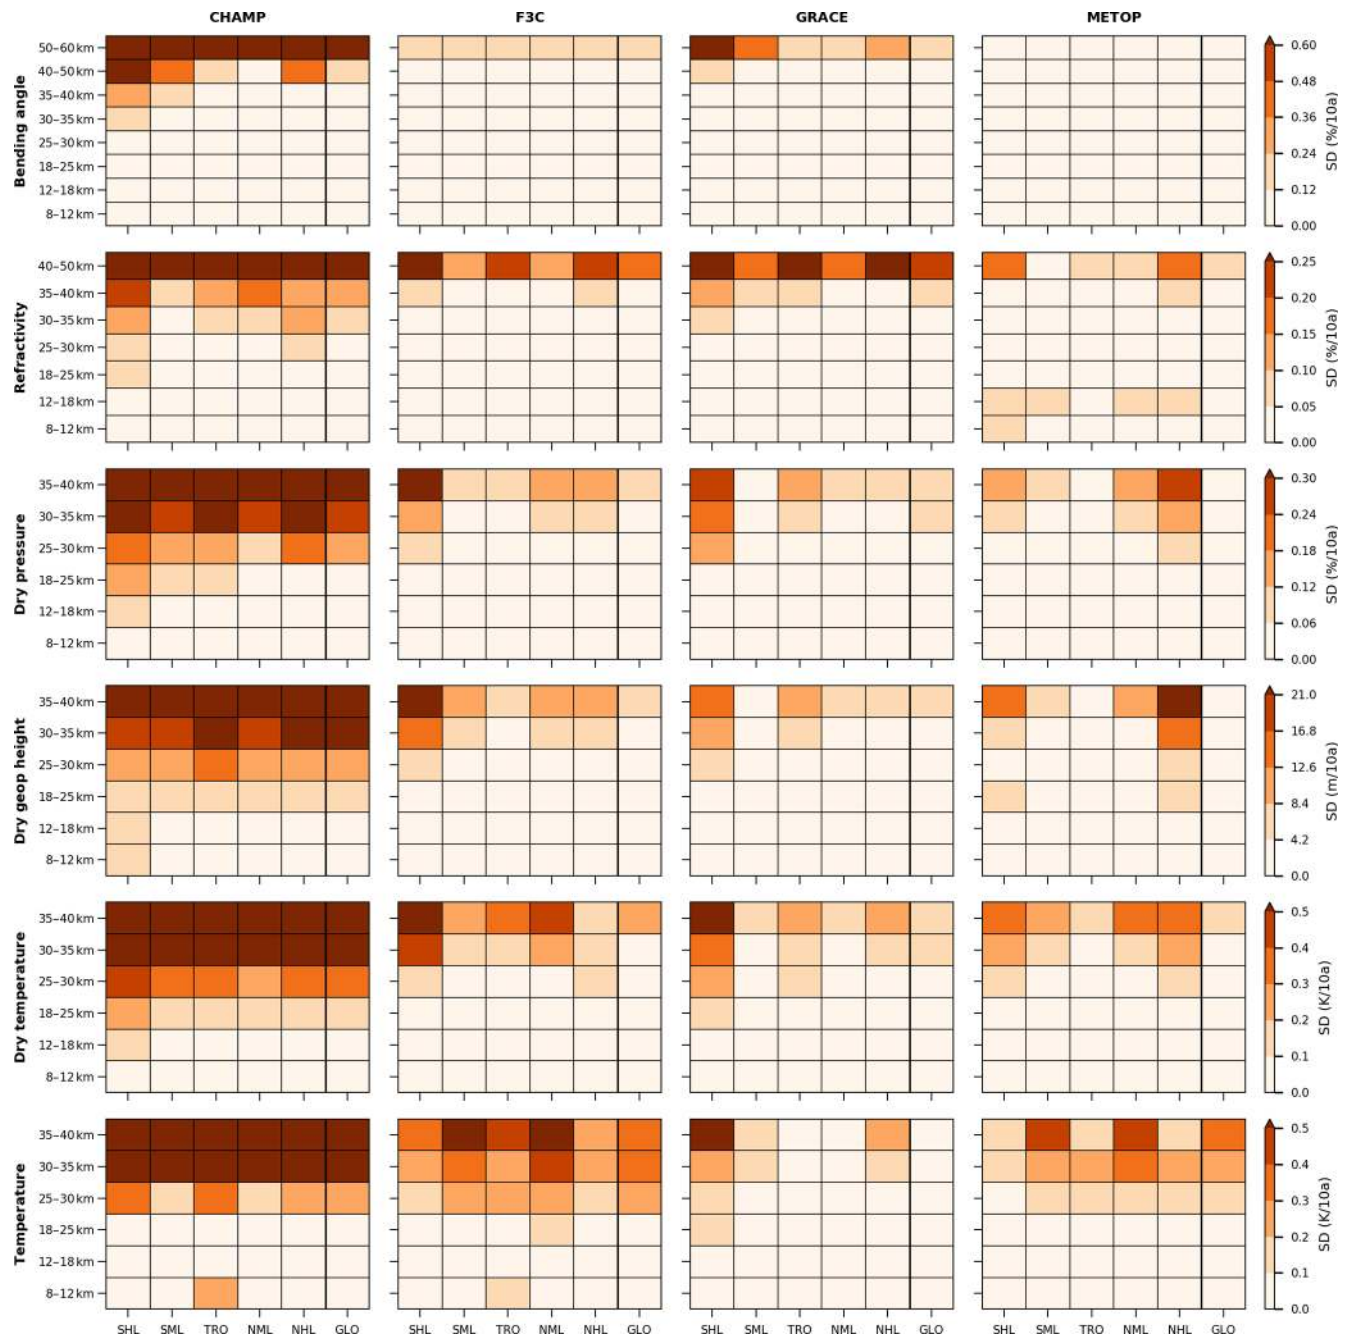 CHAMP F3C GRACE METOP
Bending angle
50–60 km
40–50 km
35–40 km
30–35 km
25–30 km
18–25 km
12–18 km
8–12 km
0.60
0.48
0.36
0.24
0.12
0.00
SD (%/10a)
Refractivity
40–50 km
35–40 km
30–35 km
25–30 km
18–25 km
12–18 km
8–12 km
0.25
0.20
0.15
0.10
0.05
0.00
SD (%/10a)
Dry pressure
35–40 km
30–35 km
25–30 km
18–25 km
12–18 km
8–12 km
0.30
0.24
0.18
0.12
0.06
0.00
SD (%/10a)
Dry geop height
35–40 km
30–35 km
25–30 km
18–25 km
12–18 km
8–12 km
21.0
16.8
12.6
8.4
4.2
0.0
SD (m/10a)
Dry temperature
35–40 km
30–35 km
25–30 km
18–25 km
12–18 km
8–12 km
0.5
0.4
0.3
0.2
0.1
0.0
SD (K/10a)
Temperature
35–40 km
30–35 km
25–30 km
18–25 km
12–18 km
8–12 km
0.5
0.4
0.3
0.2
0.1
0.0
SD (K/10a)
SHL SML TRO NML NHL GLO SHL SML TRO NML NHL GLO SHL SML TRO NML NHL GLO SHL SML TRO NML NHL GLO